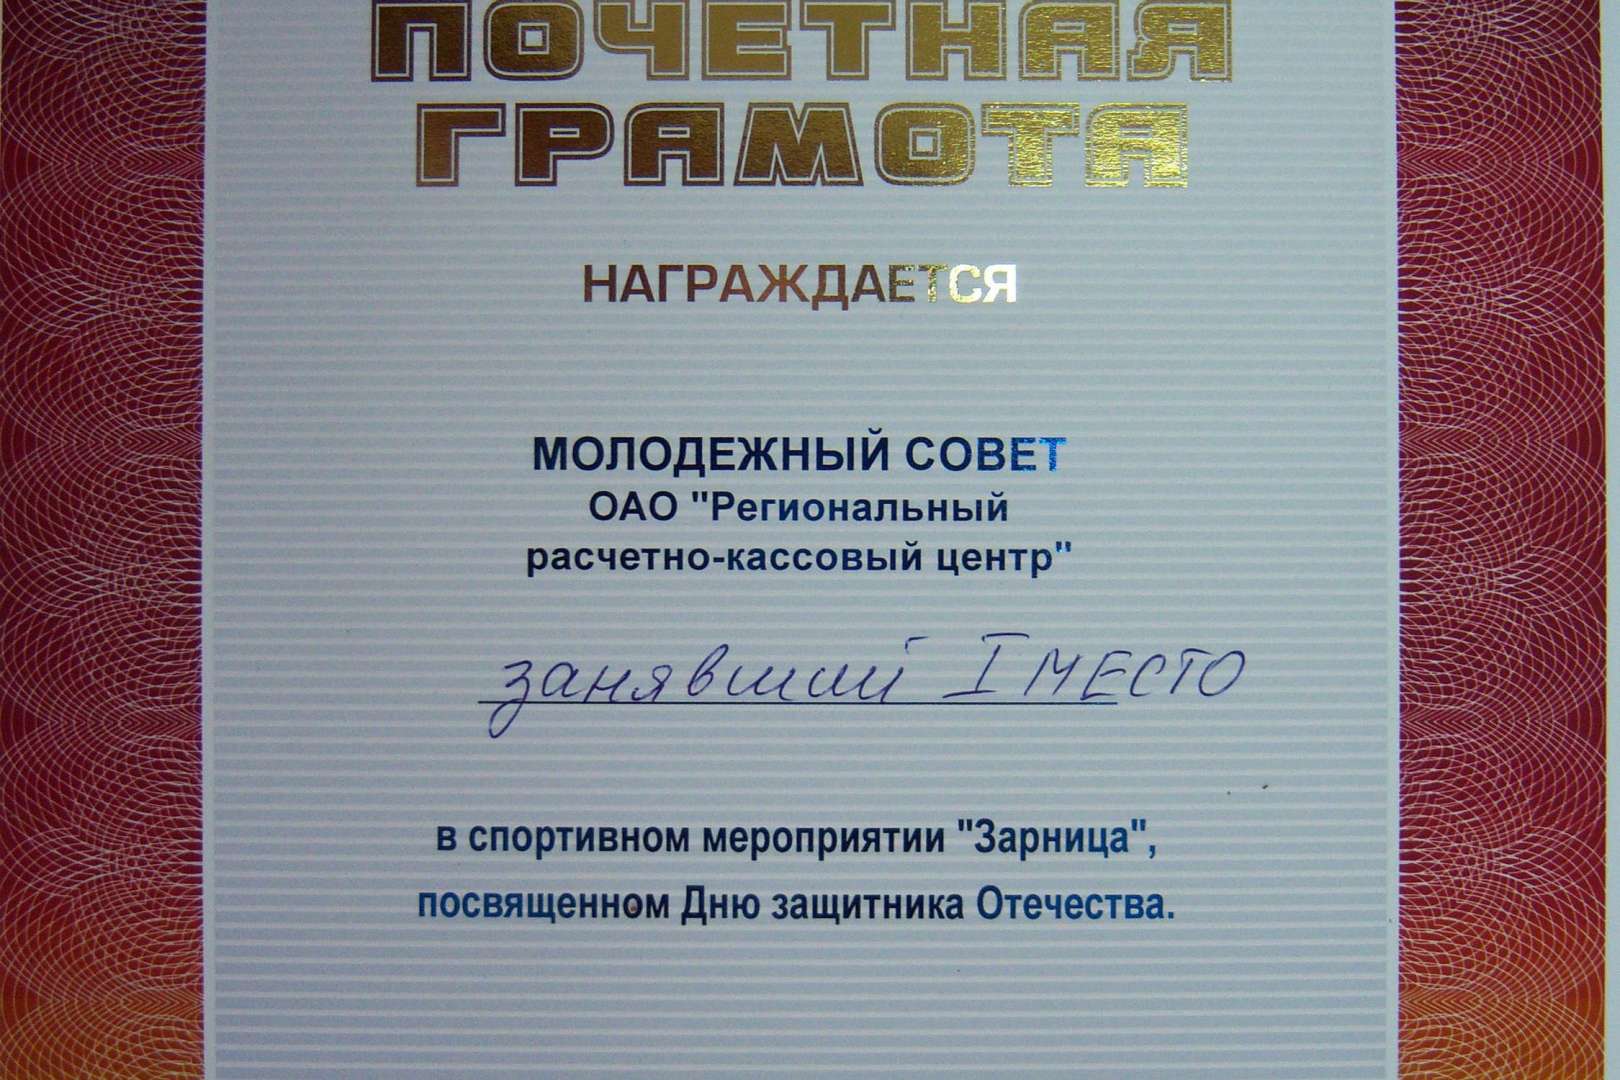 ПОЧЕТНАЯ
ГРАМОТА
НАГРАЖДАЕТСЯ
МОЛОДЕЖНЫЙ СОВЕТ
ОАО "Региональный
расчетно-кассовый центр"
занявший I МЕСТО
в спортивном мероприятии "Зарница",
посвященном Дню защитника Отечества.